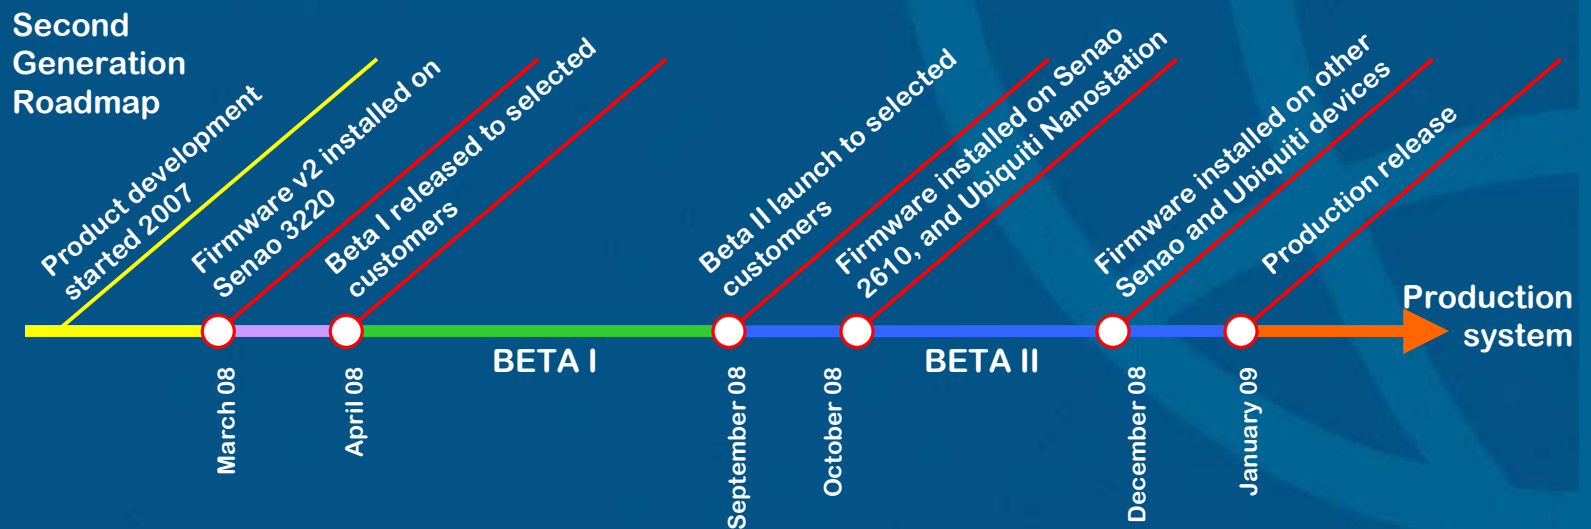 Second
Generation
Roadmap
Product development
started 2007
Firmware v2 installed on
Senao 3220
Beta I released to selected
customers
Beta II launch to selected
customers
Firmware installed on Senao
2610, and Ubiquiti Nanostation
Firmware installed on other
Senao and Ubiquiti devices
Production release
Production
system
BETA I
BETA II
March 08
April 08
September 08
October 08
December 08
January 09